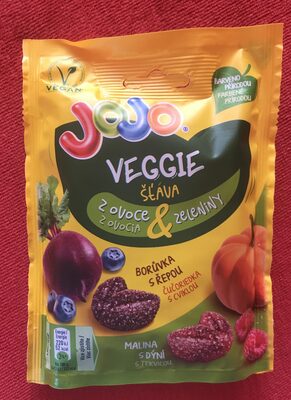 VEGAN
BARVENO
PŘÍRODOU
FARBENÉ
PRÍRODOU
JOJO
VEGGIE
ŠŤÁVA
Z OVOCE & ZELENINY
Z OVOCIA
BORŮVKA
S ŘEPOU
ČUČORIEDKA
S CVIKLOU
MALINA
S DÝNÍ
S TEKVICOU